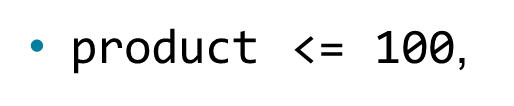 • product <= 100,